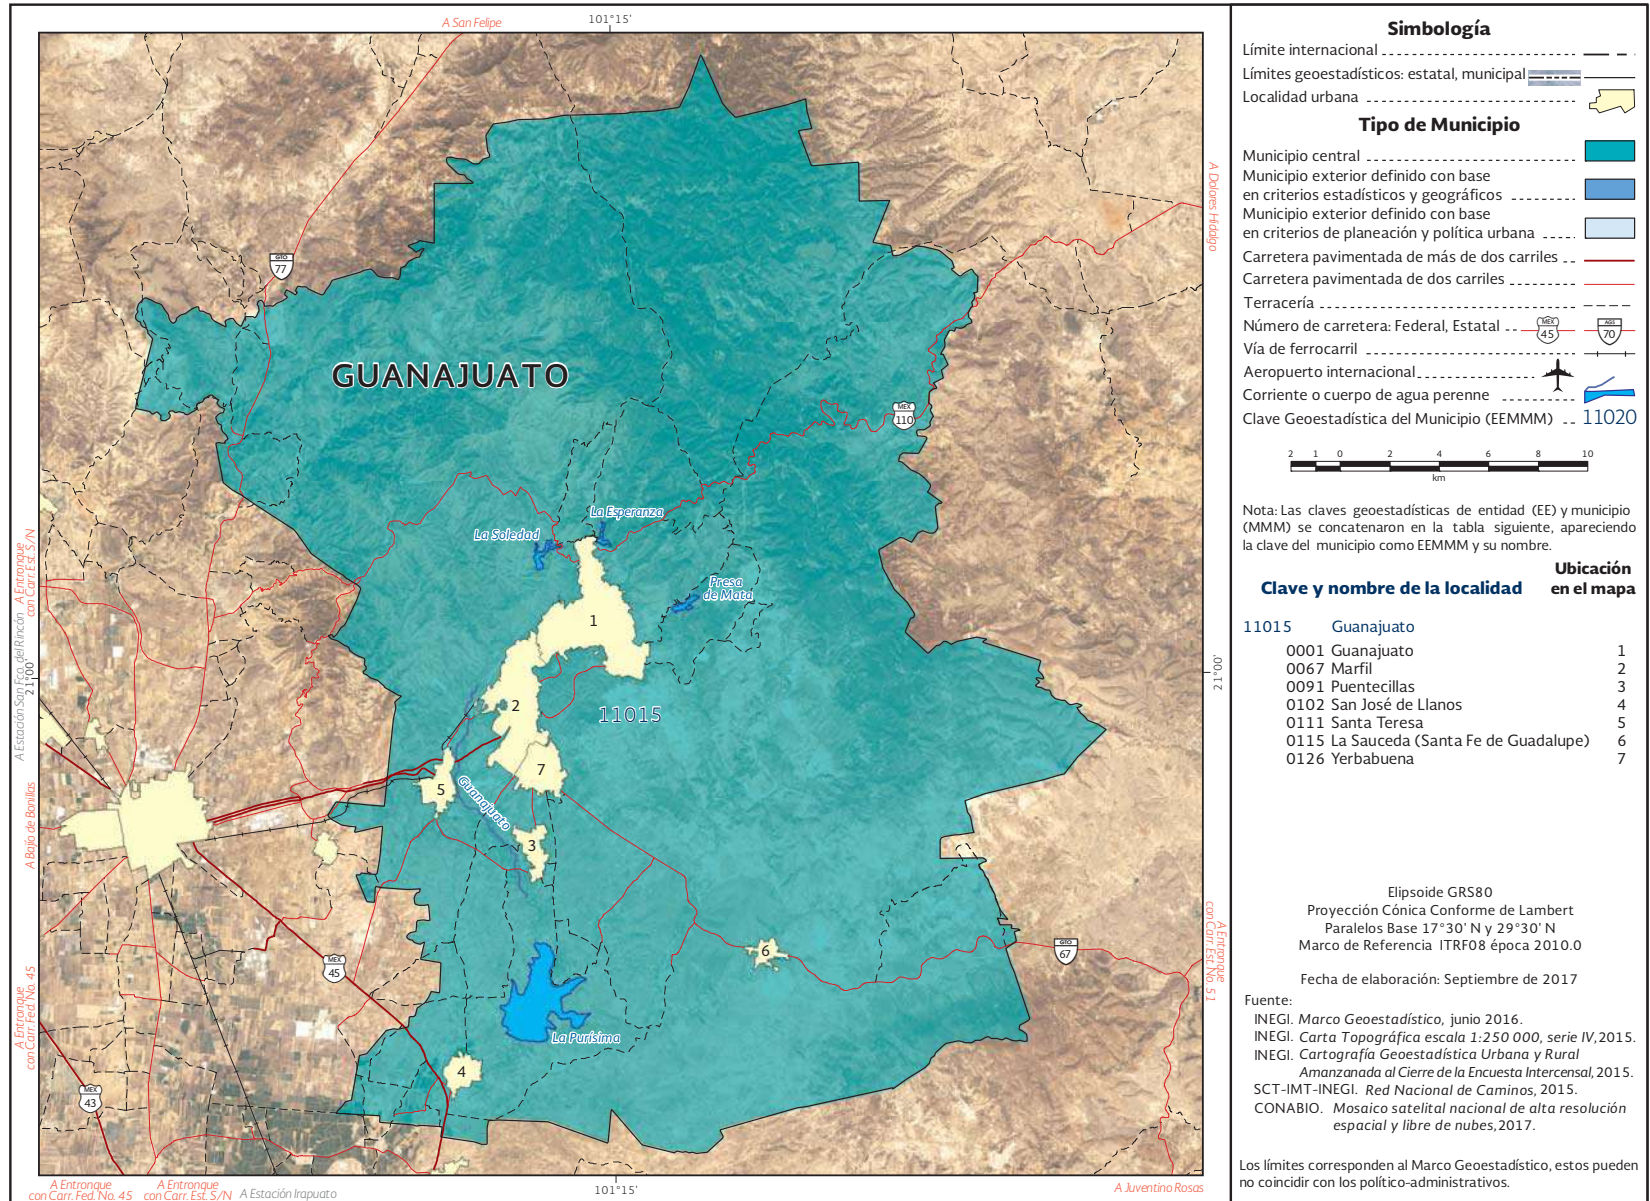 A San Felipe
101°15'
A Dolores Hidalgo
GTO
77
GUANAJUATO
MEX
110
La Esperanza
La Soledad
Presa
de Mata
1
2
11015
7
5
Guanajuato
3
6
GTO
67
La Purísima
4
MEX
45
MEX
43
A Entronque
con Carr. Est. S/N
A Estación San Fco. del Rincón
21°00'
A Bajío de Bonillas
A Entronque
con Carr. Fed. No. 45
21°00'
A Entronque
con Carr. Est. No. 51
A Entronque
con Carr. Fed. No. 45
A Entronque
con Carr. Est. S/N
A Estación Irapuato
101°15'
A Juventino Rosas
Simbología
Límite internacional
Límites geoestadísticos: estatal, municipal
Localidad urbana
Tipo de Municipio
Municipio central
Municipio exterior definido con base
en criterios estadísticos y geográficos
Municipio exterior definido con base
en criterios de planeación y política urbana
Carretera pavimentada de más de dos carriles
Carretera pavimentada de dos carriles
Terracería
Número de carretera: Federal, Estatal MEX 45 AGS 70
Vía de ferrocarril
Aeropuerto internacional
Corriente o cuerpo de agua perenne
Clave Geoestadística del Municipio (EEMMM) 11020
2 1 0 2 4 6 8 10
km
Nota: Las claves geoestadísticas de entidad (EE) y municipio
(MMM) se concatenaron en la tabla siguiente, apareciendo
la clave del municipio como EEMMM y su nombre.
Clave y nombre de la localidad Ubicación
en el mapa
11015 Guanajuato
0001 Guanajuato 1
0067 Marfil 2
0091 Puentecillas 3
0102 San José de Llanos 4
0111 Santa Teresa 5
0115 La Sauceda (Santa Fe de Guadalupe) 6
0126 Yerbabuena 7
Elipsoide GRS80
Proyección Cónica Conforme de Lambert
Paralelos Base 17°30' N y 29°30' N
Marco de Referencia ITRF08 época 2010.0
Fecha de elaboración: Septiembre de 2017
Fuente:
INEGI. Marco Geoestadístico, junio 2016.
INEGI. Carta Topográfica escala 1:250 000, serie IV, 2015.
INEGI. Cartografía Geoestadística Urbana y Rural
Amanzanada al Cierre de la Encuesta Intercensal, 2015.
SCT-IMT-INEGI. Red Nacional de Caminos, 2015.
CONABIO. Mosaico satelital nacional de alta resolución
espacial y libre de nubes, 2017.
Los límites corresponden al Marco Geoestadístico, estos pueden
no coincidir con los político-administrativos.